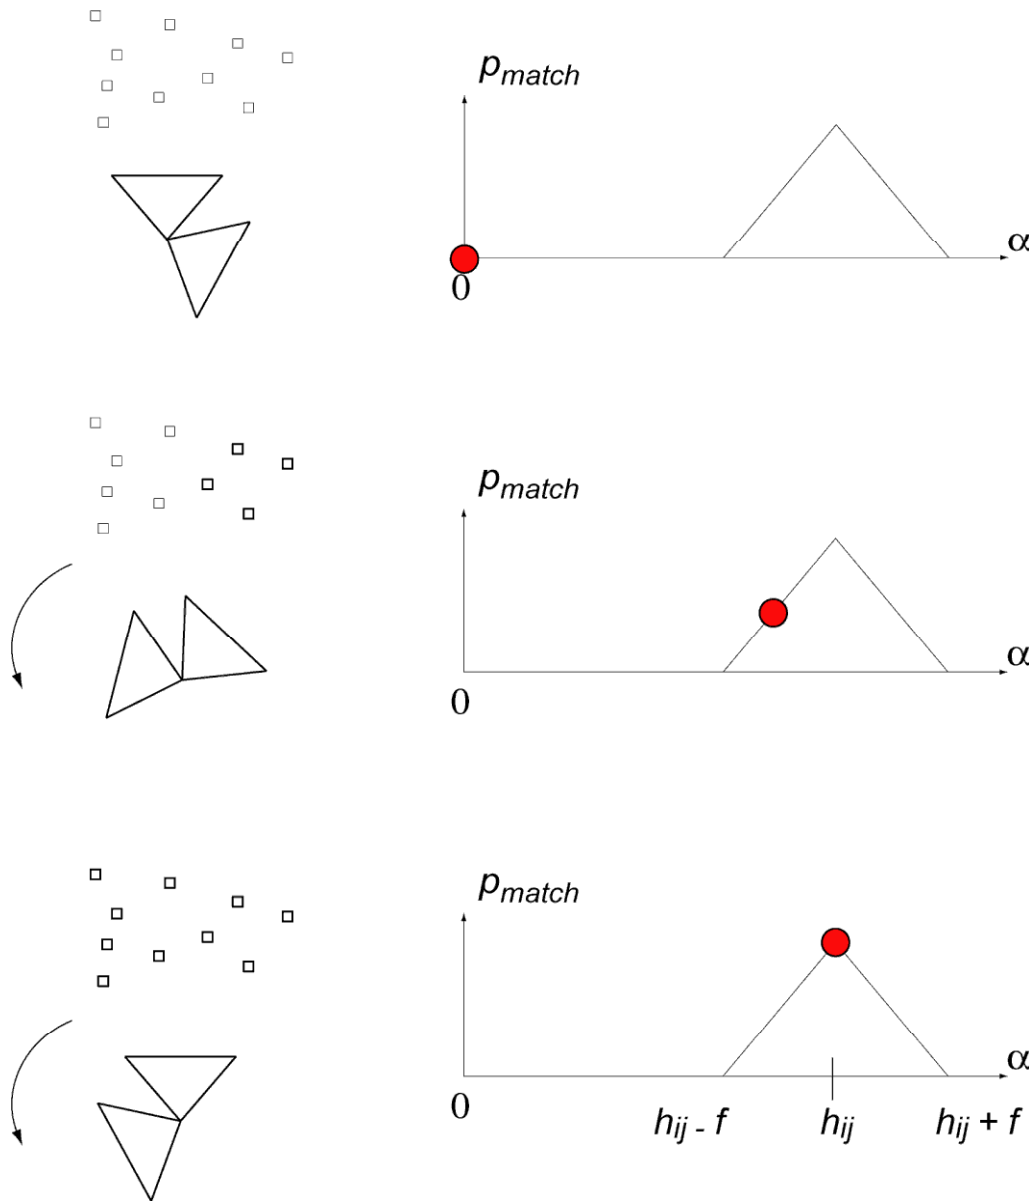 p_match
α
0
p_match
α
0
p_match
α
0
h_ij - f h_ij h_ij + f